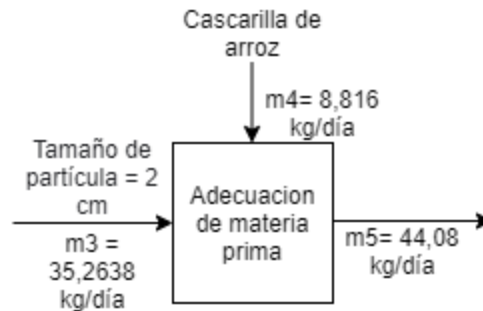 Cascarilla de
arroz
m4= 8,816
kg/día
Tamaño de
partícula = 2
cm
m3 =
35,2638
kg/día
Adecuacion
de materia
prima
m5= 44,08
kg/día